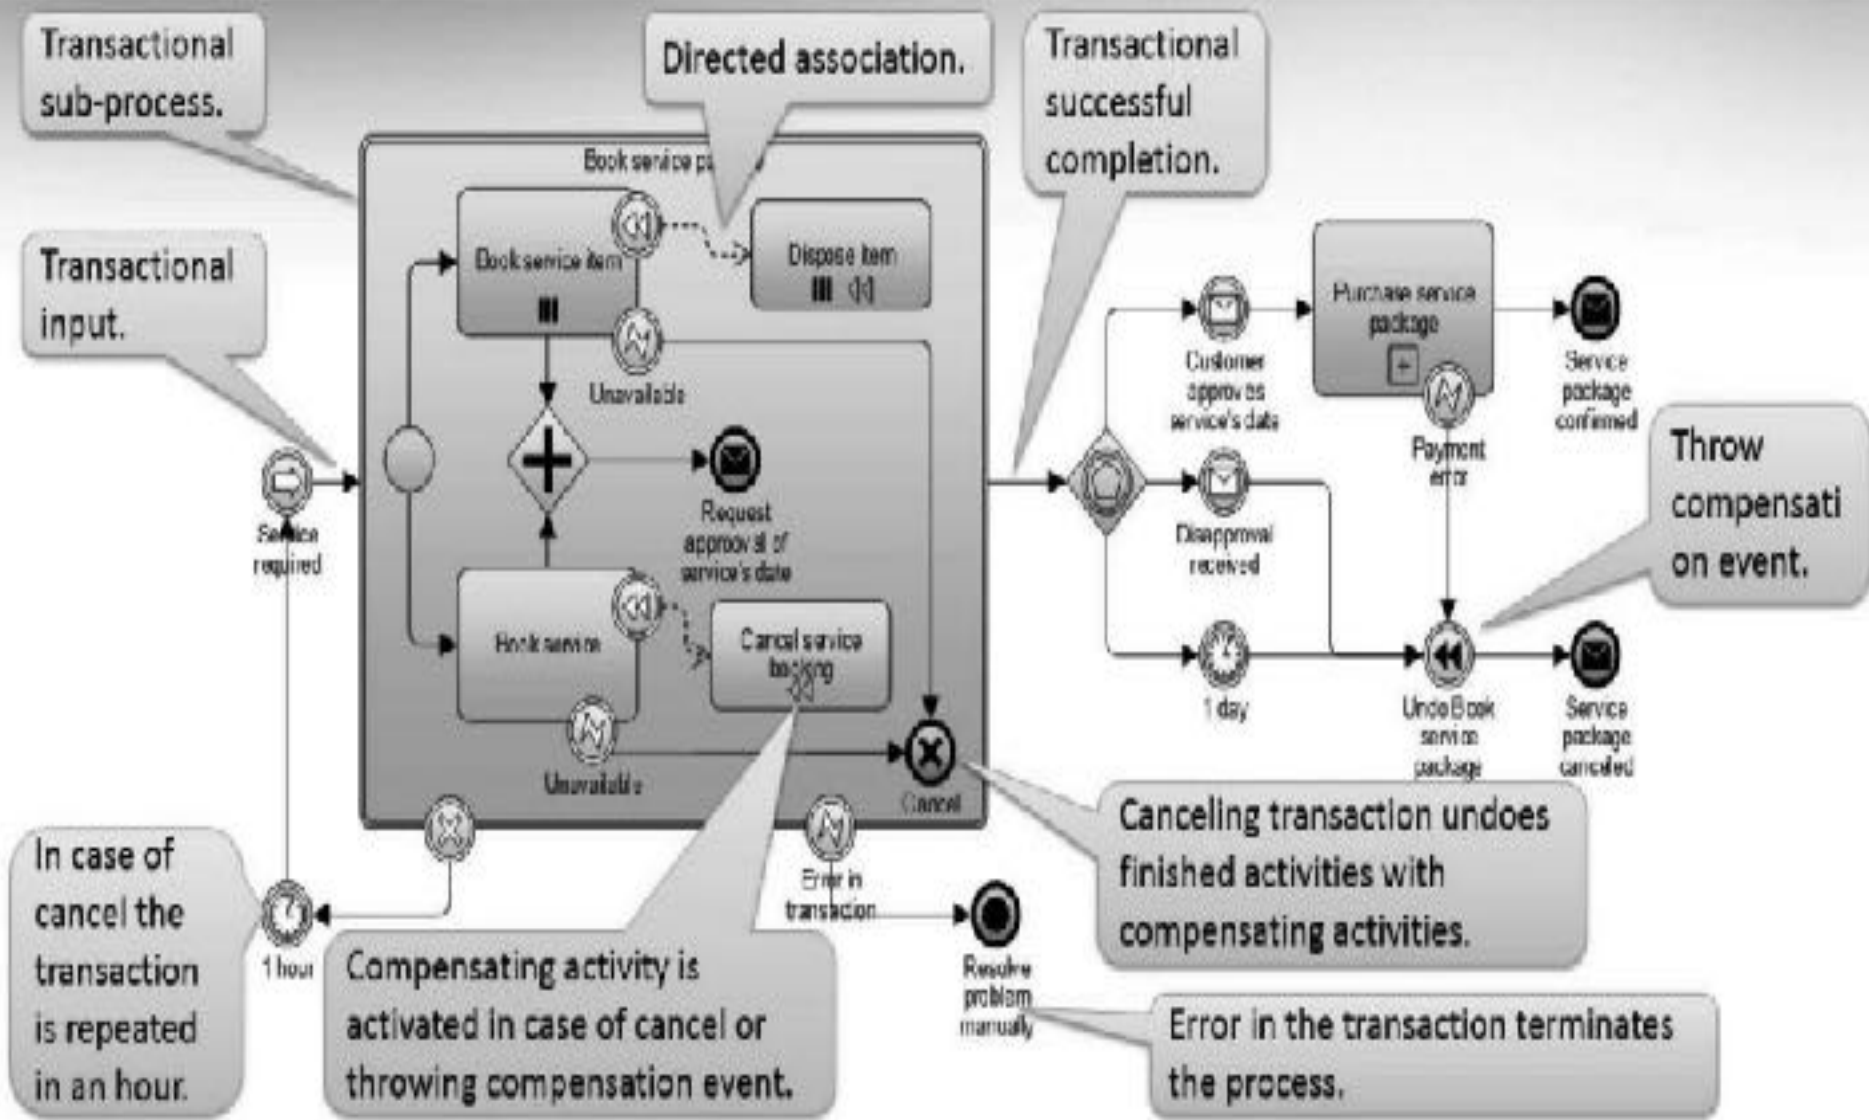 Transactional
sub-process.
Directed association.
Transactional
successful
completion.
Transactional
input.
Book service
Book service item
Dispose item
Unavailable
Request
approoval of
service's date
Book service
Cancel service
booking
Unavailable
Cancel
Service
required
Customer
approves
service's date
Purchase service
package
Service
package
confirmed
Payment
error
Disapproval
received
1 day
Undo Book
service
package
Service
package
canceled
Throw
compensati
on event.
In case of
cancel the
transaction
is repeated
in an hour.
1 hour
Error in
transaction
Resolve
problem
manually
Compensating activity is
activated in case of cancel or
throwing compensation event.
Canceling transaction undoes
finished activities with
compensating activities.
Error in the transaction terminates
the process.